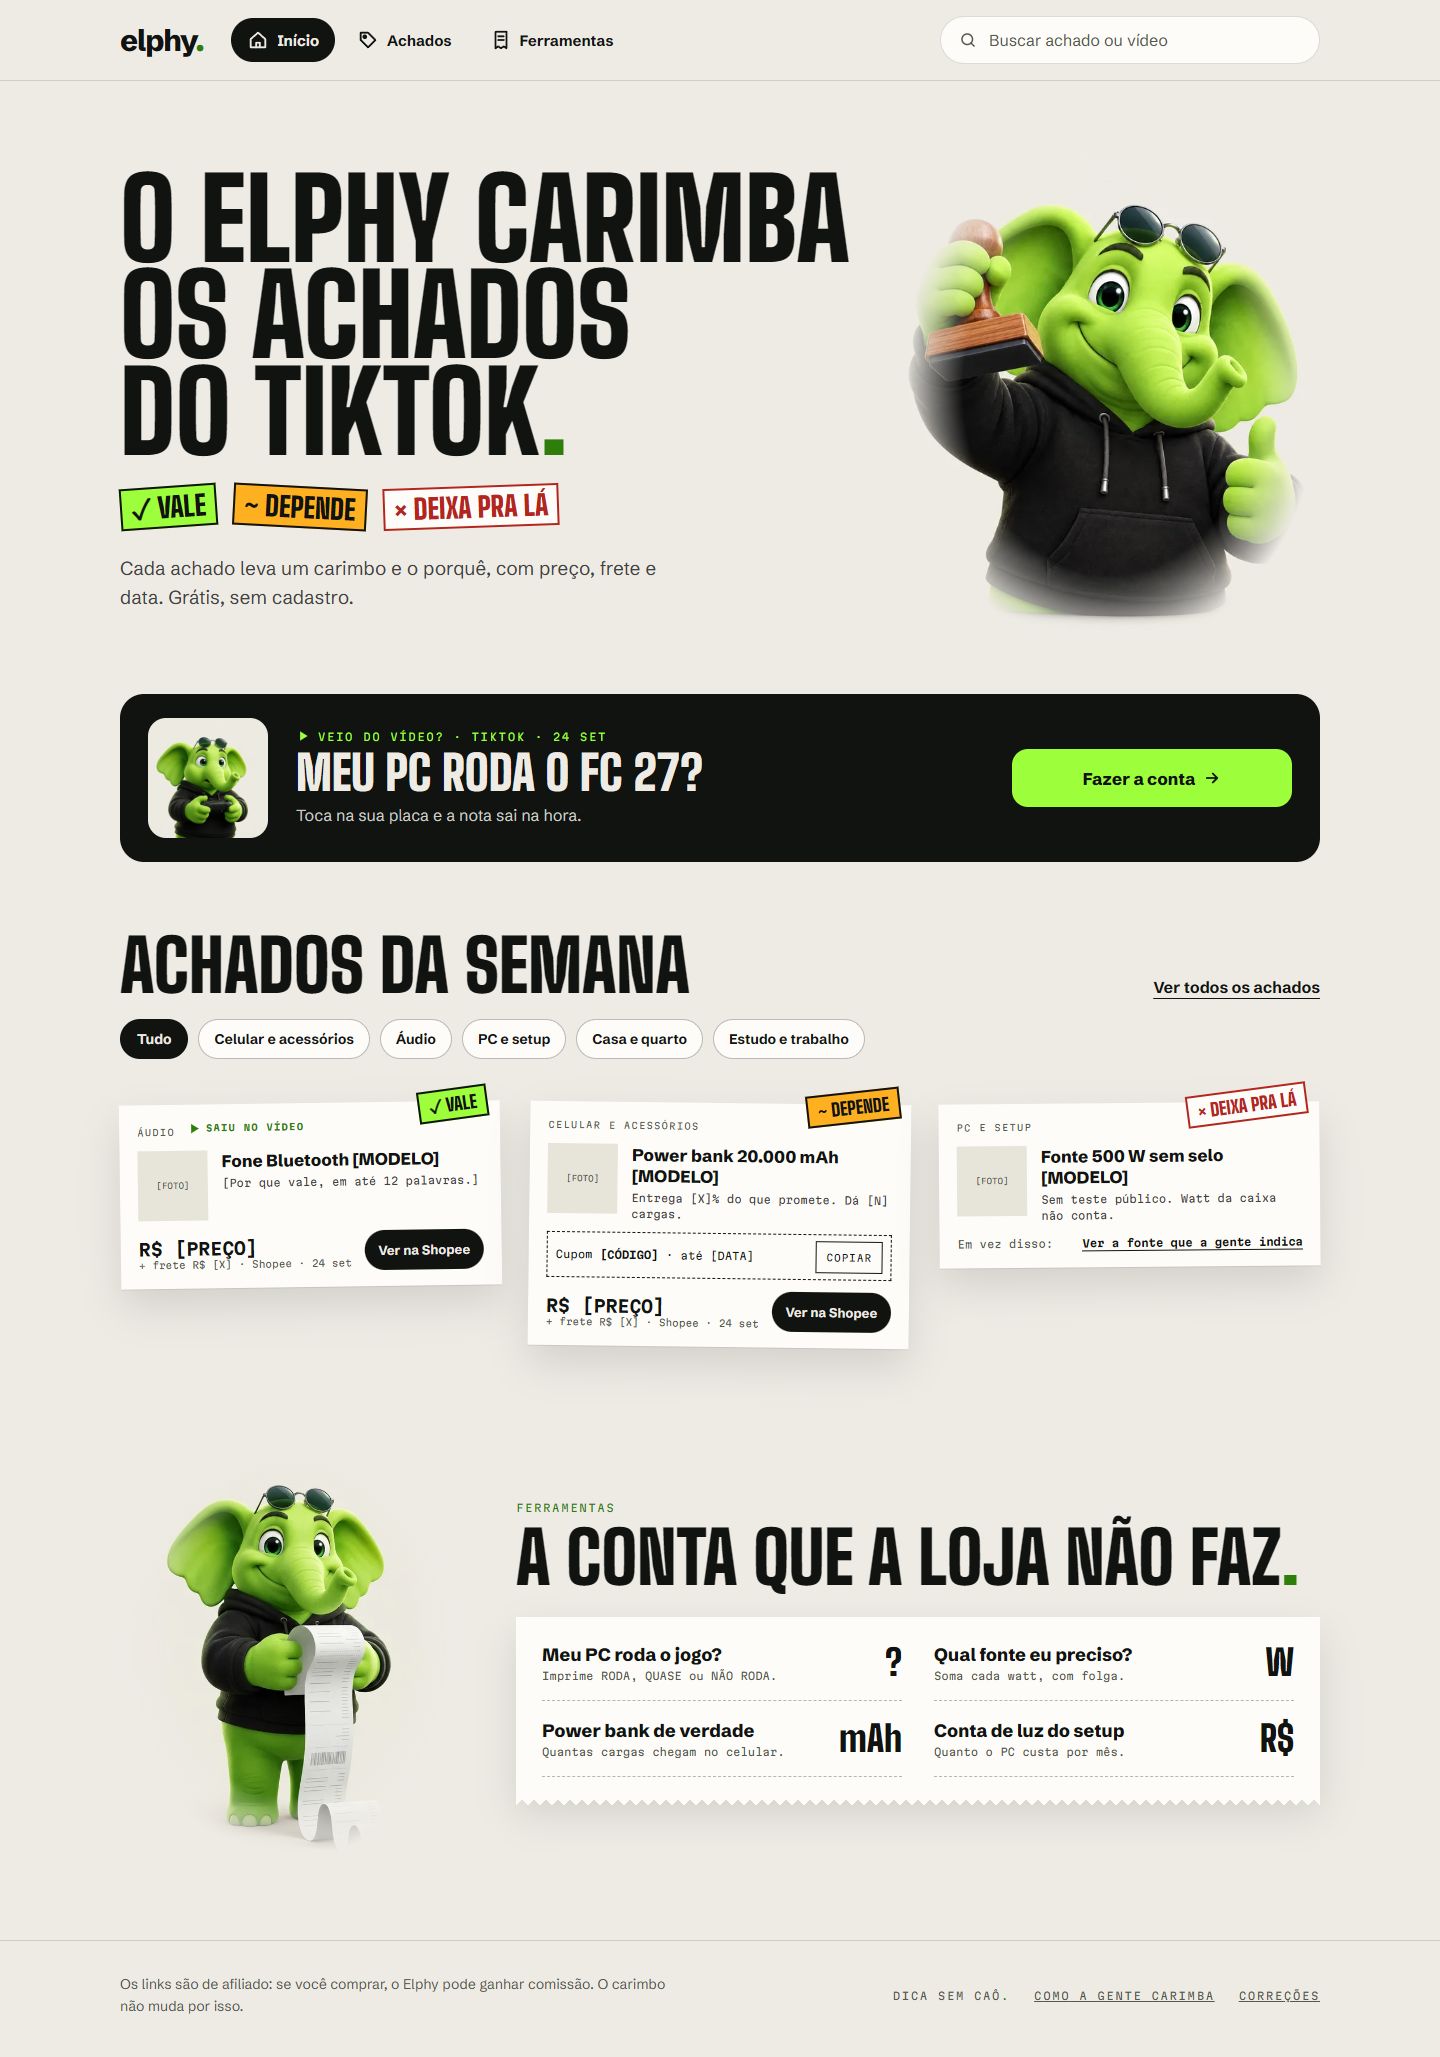 elphy.
Início
Achados
Ferramentas
Buscar achado ou vídeo
O ELPHY CARIMBA
OS ACHADOS
DO TIKTOK.
✓ VALE
~ DEPENDE
× DEIXA PRA LÁ
Cada achado leva um carimbo e o porquê, com preço, frete e
data. Grátis, sem cadastro.
VEIO DO VÍDEO? · TIKTOK · 24 SET
MEU PC RODA O FC 27?
Toca na sua placa e a nota sai na hora.
Fazer a conta →
ACHADOS DA SEMANA
Ver todos os achados
Tudo
Celular e acessórios
Áudio
PC e setup
Casa e quarto
Estudo e trabalho
✓ VALE
ÁUDIO
SAIU NO VÍDEO
[FOTO]
Fone Bluetooth [MODELO]
[Por que vale, em até 12 palavras.]
R$ [PREÇO]
+ frete R$ [X] · Shopee · 24 set
Ver na Shopee
~ DEPENDE
CELULAR E ACESSÓRIOS
[FOTO]
Power bank 20.000 mAh
[MODELO]
Entrega [X]% do que promete. Dá [N]
cargas.
Cupom [CÓDIGO] · até [DATA]
COPIAR
R$ [PREÇO]
+ frete R$ [X] · Shopee · 24 set
Ver na Shopee
× DEIXA PRA LÁ
PC E SETUP
[FOTO]
Fonte 500 W sem selo
[MODELO]
Sem teste público. Watt da caixa
não conta.
Em vez disso:
Ver a fonte que a gente indica
FERRAMENTAS
A CONTA QUE A LOJA NÃO FAZ.
Meu PC roda o jogo?
Imprime RODA, QUASE ou NÃO RODA.
?
Qual fonte eu preciso?
Soma cada watt, com folga.
W
Power bank de verdade
Quantas cargas chegam no celular.
mAh
Conta de luz do setup
Quanto o PC custa por mês.
R$
Os links são de afiliado: se você comprar, o Elphy pode ganhar comissão. O carimbo
não muda por isso.
DICA SEM CAÔ.
COMO A GENTE CARIMBA
CORREÇÕES